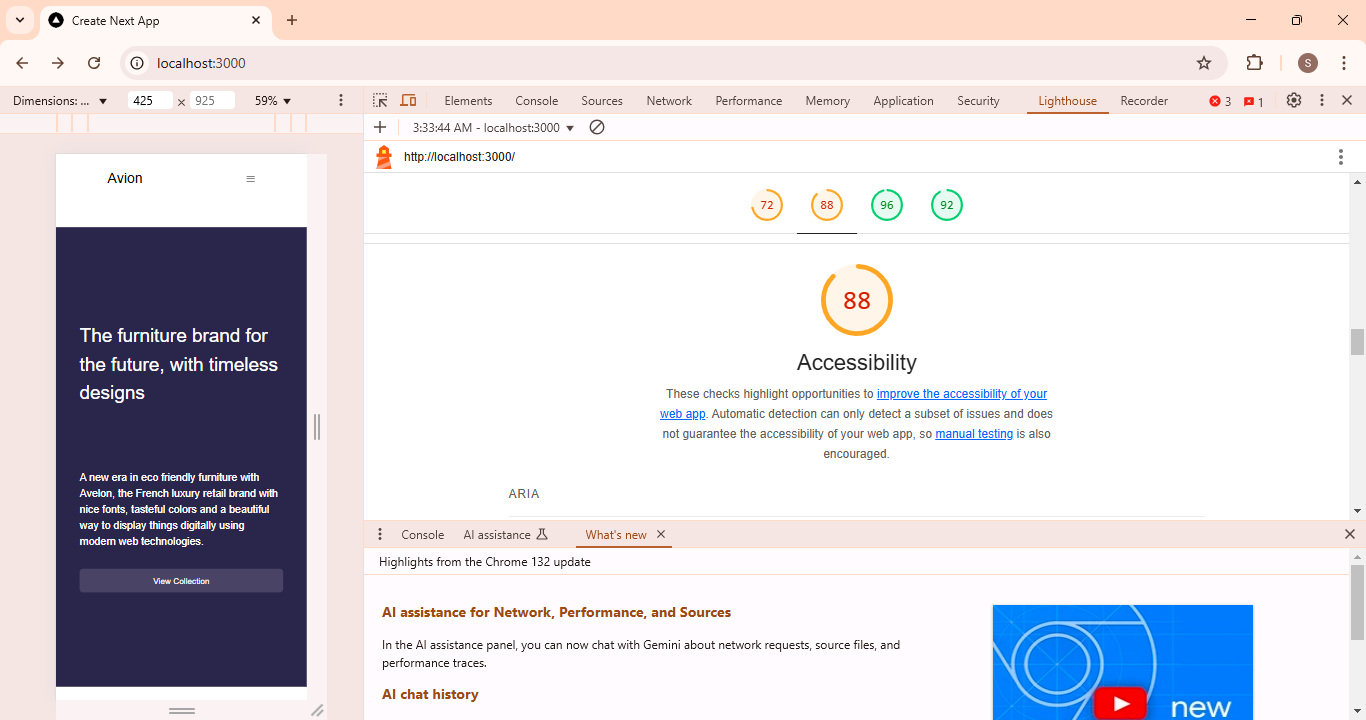 Create Next App
localhost:3000
S
Dimensions: ...
425
×
925
59%
Elements
Console
Sources
Network
Performance
Memory
Application
Security
Lighthouse
Recorder
3
1
3:33:44 AM - localhost:3000
http://localhost:3000/
72
88
96
92
88
Accessibility
These checks highlight opportunities to improve the accessibility of your
web app. Automatic detection can only detect a subset of issues and does
not guarantee the accessibility of your web app, so manual testing is also
encouraged.
ARIA
Avion
The furniture brand for
the future, with timeless
designs
A new era in eco friendly furniture with
Avelon, the French luxury retail brand with
nice fonts, tasteful colors and a beautiful
way to display things digitally using
modern web technologies.
View Collection
Console
AI assistance
What's new
Highlights from the Chrome 132 update
AI assistance for Network, Performance, and Sources
In the AI assistance panel, you can now chat with Gemini about network requests, source files, and
performance traces.
AI chat history
new